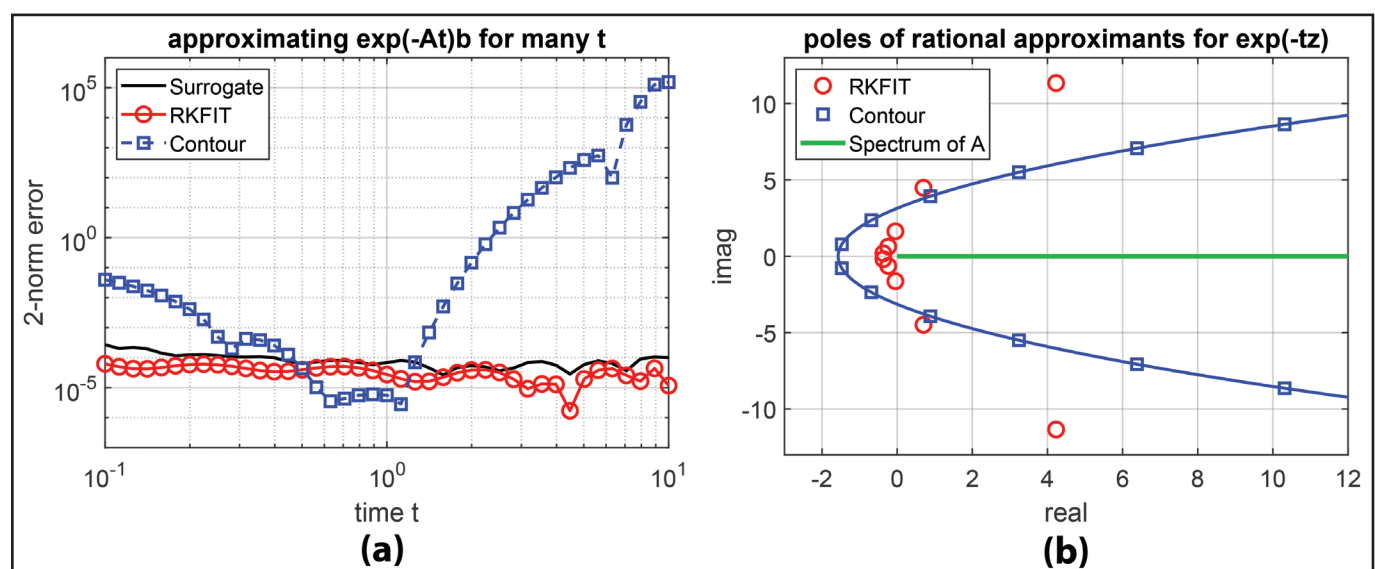 approximating exp(-At)b for many t
Surrogate
RKFIT
Contour
10^5
10^0
10^-5
2-norm error
10^-1
10^0
10^1
time t
(a)
poles of rational approximants for exp(-tz)
RKFIT
Contour
Spectrum of A
10
5
0
-5
-10
imag
-2
0
2
4
6
8
10
12
real
(b)